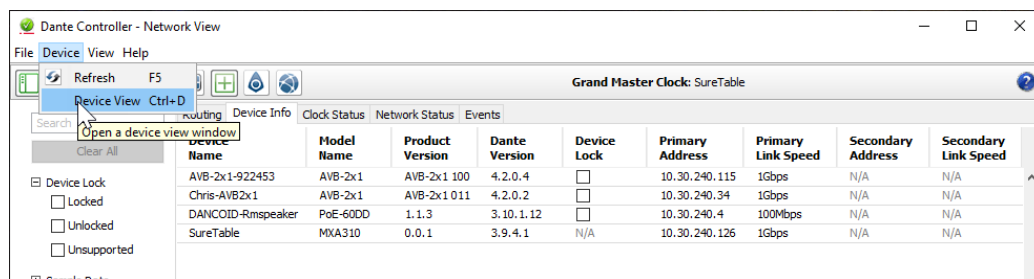 Dante Controller - Network View
File Device View Help
Refresh F5
Device View Ctrl+D
Open a device view window
Grand Master Clock: SureTable
Search
Clear All
Device Lock
Locked
Unlocked
Unsupported
Routing Device Info Clock Status Network Status Events
Device Name Model Name Product Version Dante Version Device Lock Primary Address Primary Link Speed Secondary Address Secondary Link Speed
AVB-2x1-922453 AVB-2x1 AVB-2x1 100 4.2.0.4 10.30.240.115 1Gbps N/A N/A
Chris-AVB2x1 AVB-2x1 AVB-2x1 011 4.2.0.2 10.30.240.34 1Gbps N/A N/A
DANCOID-Rmspeaker PoE-60DD 1.1.3 3.10.1.12 10.30.240.4 100Mbps N/A N/A
SureTable MXA310 0.0.1 3.9.4.1 N/A 10.30.240.126 1Gbps N/A N/A